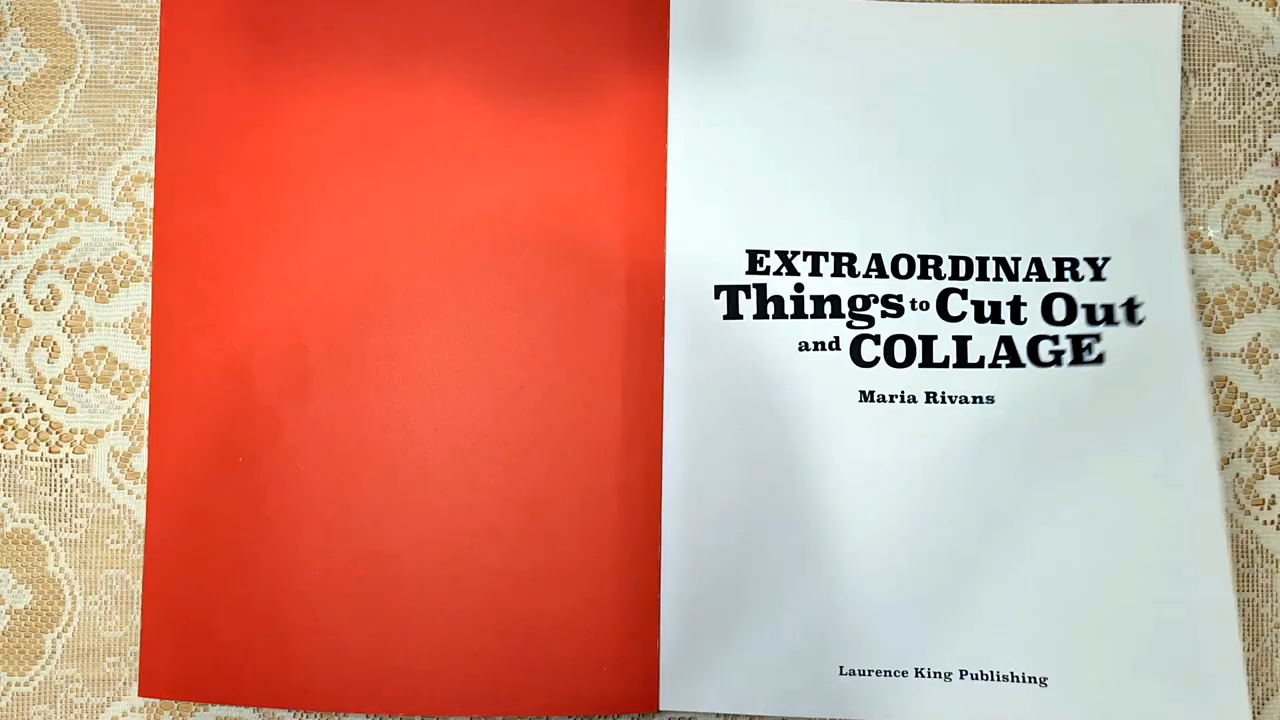 EXTRAORDINARY
Things to Cut Out
and COLLAGE
Maria Rivans
Laurence King Publishing